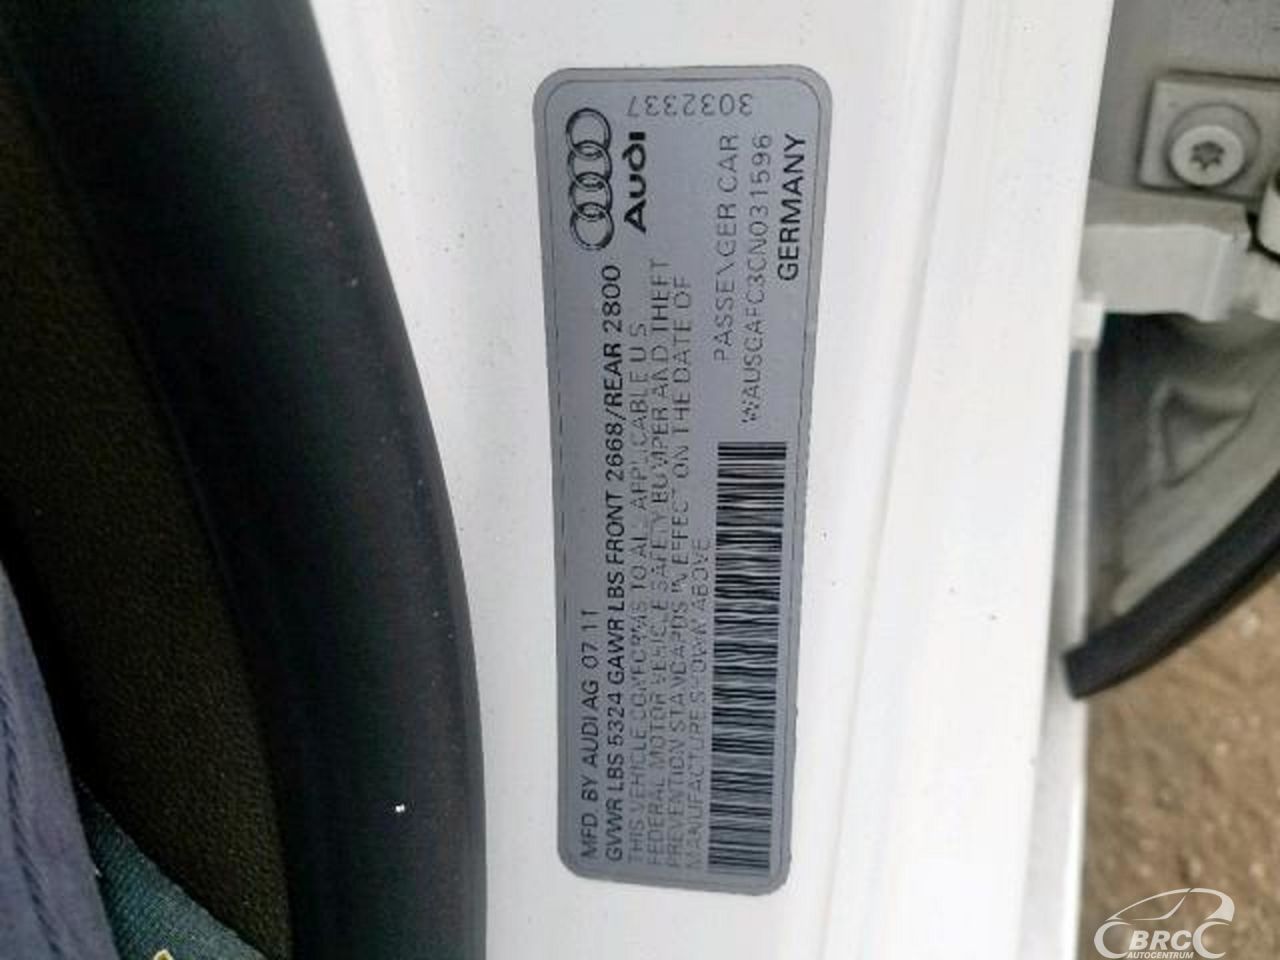 3032337
Audi
MFD. BY AUDI AG 07 11
GVWR LBS 5324 GAWR LBS FRONT 2668/REAR 2800
THIS VEHICLE CONFORMS TO ALL APPLICABLE U S
FEDERAL MOTOR VEHICLE SAFETY BUMPER AND THEFT
PREVENTION STANDARDS IN EFFECT ON THE DATE OF
MANUFACTURE SHOWN ABOVE
PASSENGER CAR
WAUSGAFC3CN031596
GERMANY
BRC
AUTOCENTRUM